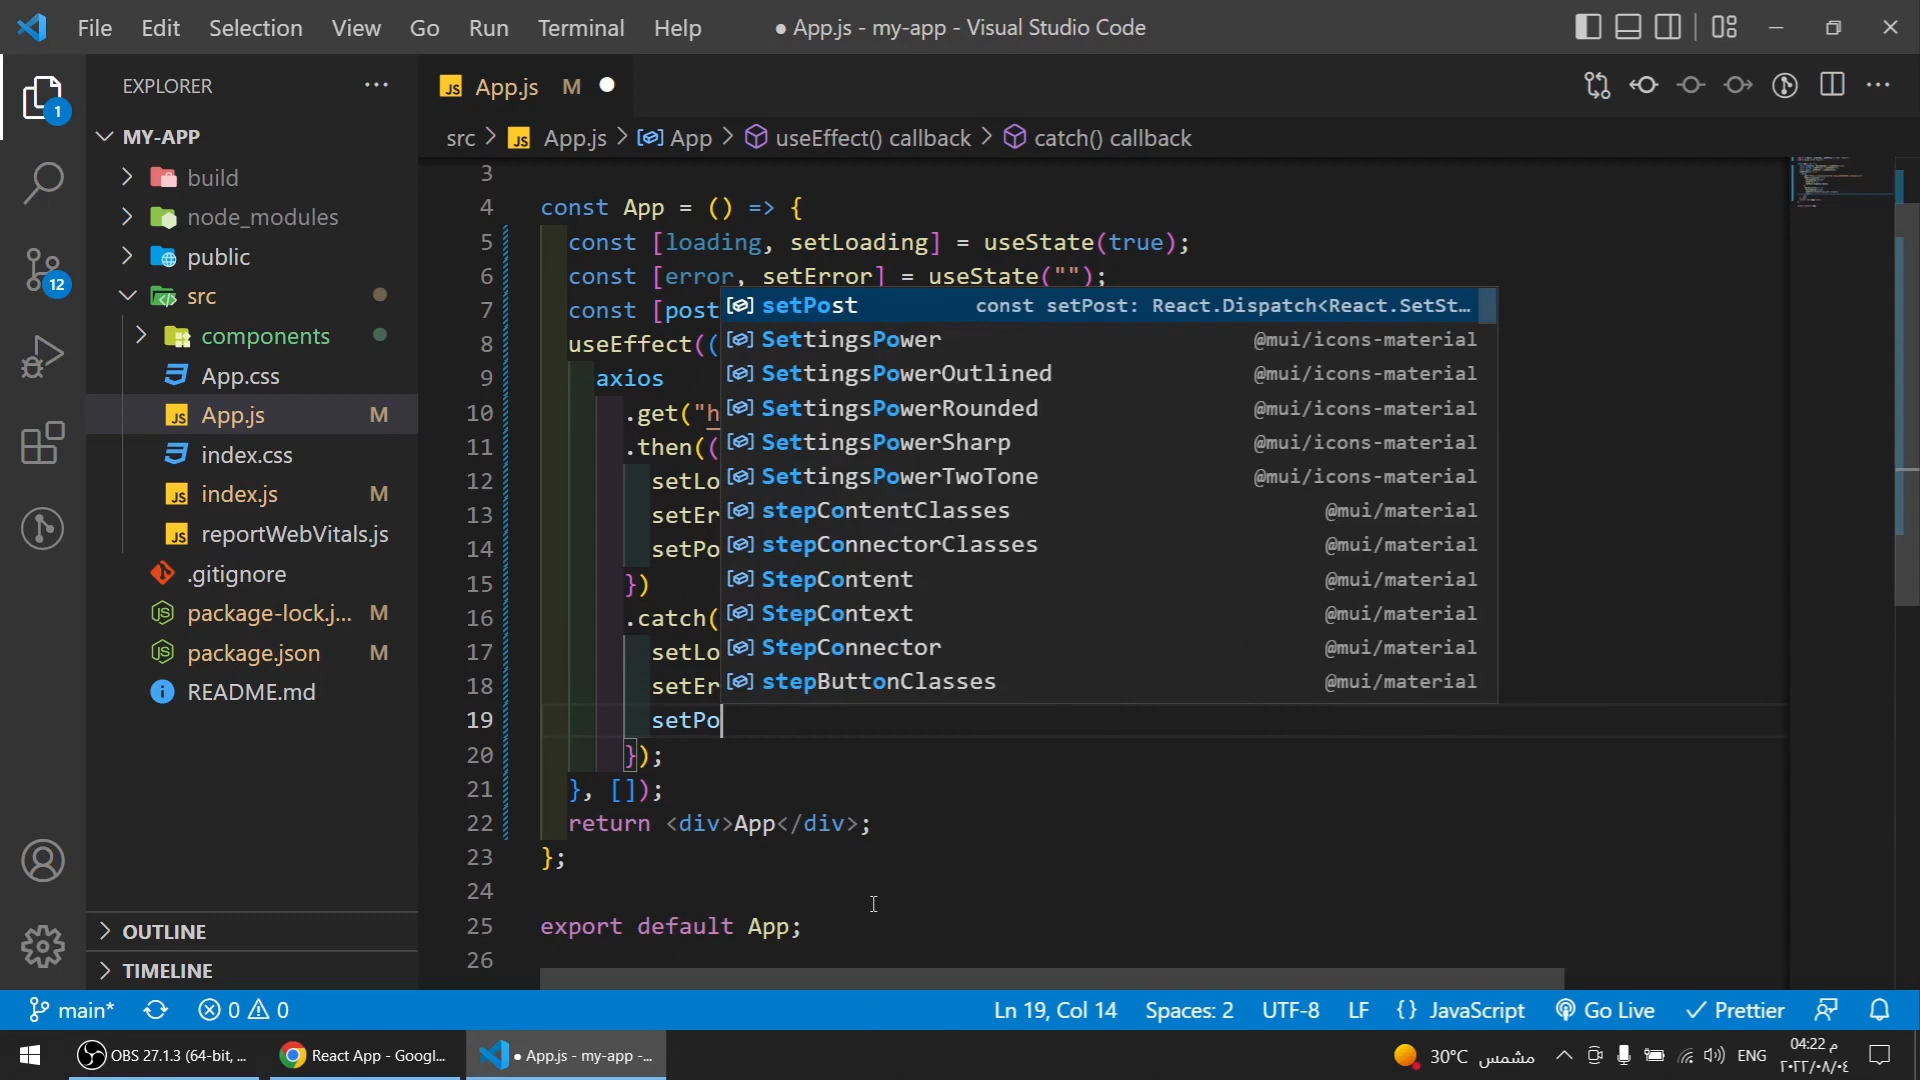 File Edit Selection View Go Run Terminal Help
● App.js - my-app - Visual Studio Code
EXPLORER
MY-APP
build
node_modules
public
src
components
App.css
App.js M
index.css
index.js M
reportWebVitals.js
.gitignore
package-lock.j... M
package.json M
README.md
OUTLINE
TIMELINE
1
12
JS App.js M
src > JS App.js > App > useEffect() callback > catch() callback
3
4 const App = () => {
5 const [loading, setLoading] = useState(true);
6 const [error, setError] = useState("");
7 const [post
8 useEffect((
9 axios
10 .get("h
11 .then((
12 setLo
13 setEr
14 setPo
15 })
16 .catch(
17 setLo
18 setEr
19 setPo
20 });
21 }, []);
22 return <div>App</div>;
23 };
24
25 export default App;
26
setPost const setPost: React.Dispatch<React.SetSt...
SettingsPower @mui/icons-material
SettingsPowerOutlined @mui/icons-material
SettingsPowerRounded @mui/icons-material
SettingsPowerSharp @mui/icons-material
SettingsPowerTwoTone @mui/icons-material
stepContentClasses @mui/material
stepConnectorClasses @mui/material
StepContent @mui/material
StepContext @mui/material
StepConnector @mui/material
stepButtonClasses @mui/material
main* 0 0 Ln 19, Col 14 Spaces: 2 UTF-8 LF {} JavaScript Go Live Prettier
OBS 27.1.3 (64-bit, ... React App - Googl... ● App.js - my-app -... 30°C مشمس ENG
04:22 م
٢٠٢٢/٠٨/٠٤